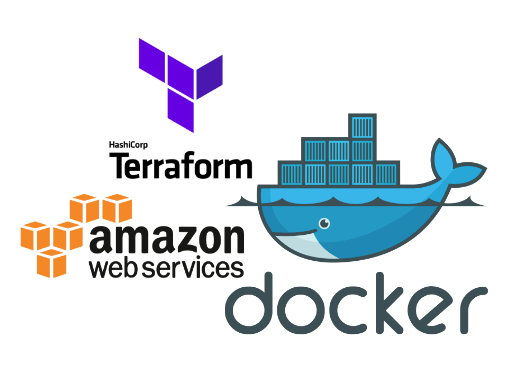 HashiCorp
Terraform
amazon
web services
docker